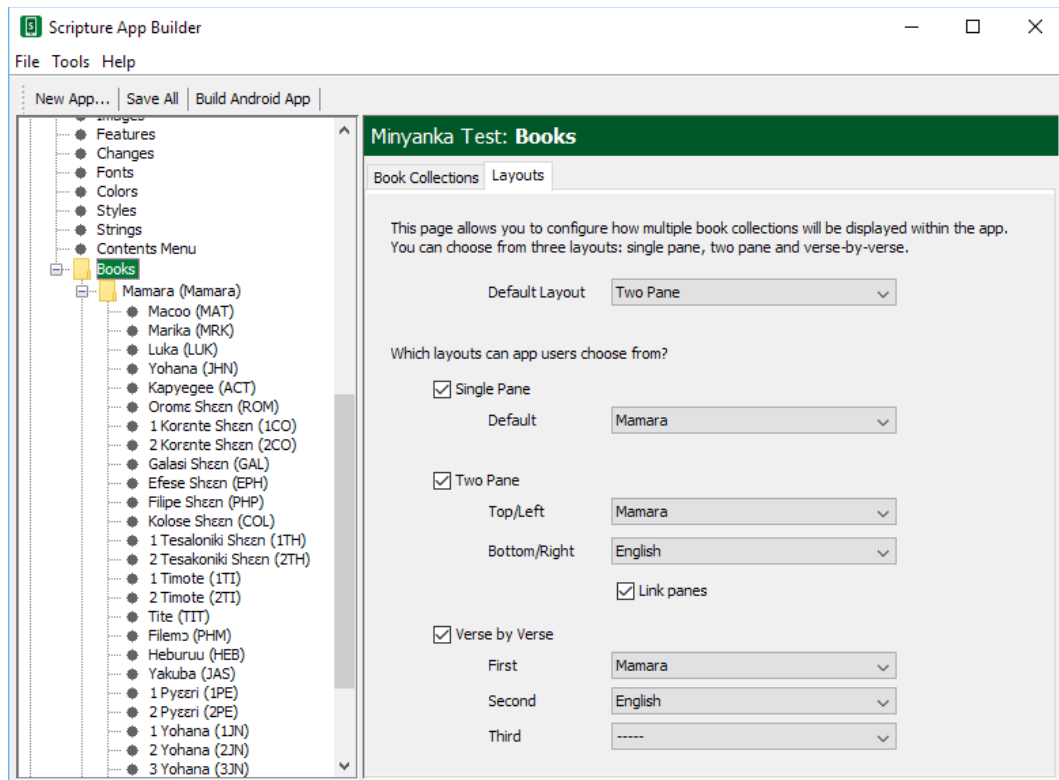 Scripture App Builder
File Tools Help
New App... Save All Build Android App
Images
Features
Changes
Fonts
Colors
Styles
Strings
Contents Menu
Books
Mamara (Mamara)
Macoo (MAT)
Marika (MRK)
Luka (LUK)
Yohana (JHN)
Kapyegee (ACT)
Oromɛ Shɛɛn (ROM)
1 Korɛnte Shɛɛn (1CO)
2 Korɛnte Shɛɛn (2CO)
Galasi Shɛɛn (GAL)
Efese Shɛɛn (EPH)
Filipe Shɛɛn (PHP)
Kolose Shɛɛn (COL)
1 Tesaloniki Shɛɛn (1TH)
2 Tesakoniki Shɛɛn (2TH)
1 Timote (1TI)
2 Timote (2TI)
Tite (TIT)
Filemɔ (PHM)
Heburuu (HEB)
Yakuba (JAS)
1 Pyɛɛri (1PE)
2 Pyɛɛri (2PE)
1 Yohana (1JN)
2 Yohana (2JN)
3 Yohana (3JN)
Minyanka Test: Books
Book Collections Layouts
This page allows you to configure how multiple book collections will be displayed within the app.
You can choose from three layouts: single pane, two pane and verse-by-verse.
Default Layout Two Pane
Which layouts can app users choose from?
Single Pane
Default Mamara
Two Pane
Top/Left Mamara
Bottom/Right English
Link panes
Verse by Verse
First Mamara
Second English
Third -----